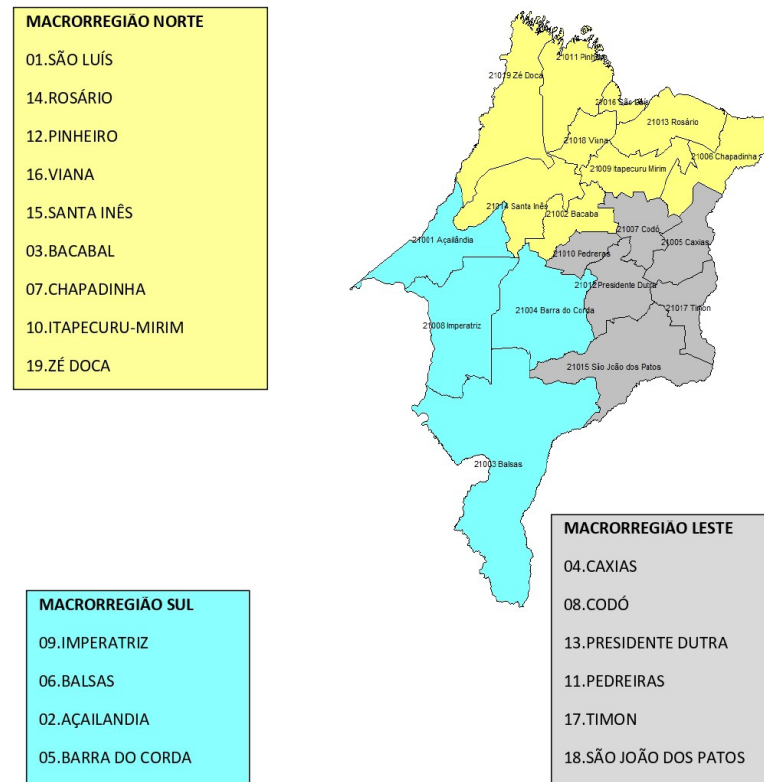 MACRORREGIÃO NORTE
01.SÃO LUÍS
14.ROSÁRIO
12.PINHEIRO
16.VIANA
15.SANTA INÊS
03.BACABAL
07.CHAPADINHA
10.ITAPECURU-MIRIM
19.ZÉ DOCA
21011 Pinheiro
21019 Zé Doca
21016 São Luís
21013 Rosário
21018 Viana
21006 Chapadinha
21009 Itapecuru Mirim
21014 Santa Inês
21002 Bacabal
21007 Codó
21005 Caxias
21001 Açailândia
21010 Pedreiras
21012 Presidente Dutra
21004 Barra do Corda
21017 Timon
21008 Imperatriz
21015 São João dos Patos
21003 Balsas
MACRORREGIÃO SUL
09.IMPERATRIZ
06.BALSAS
02.AÇAILANDIA
05.BARRA DO CORDA
MACRORREGIÃO LESTE
04.CAXIAS
08.CODÓ
13.PRESIDENTE DUTRA
11.PEDREIRAS
17.TIMON
18.SÃO JOÃO DOS PATOS